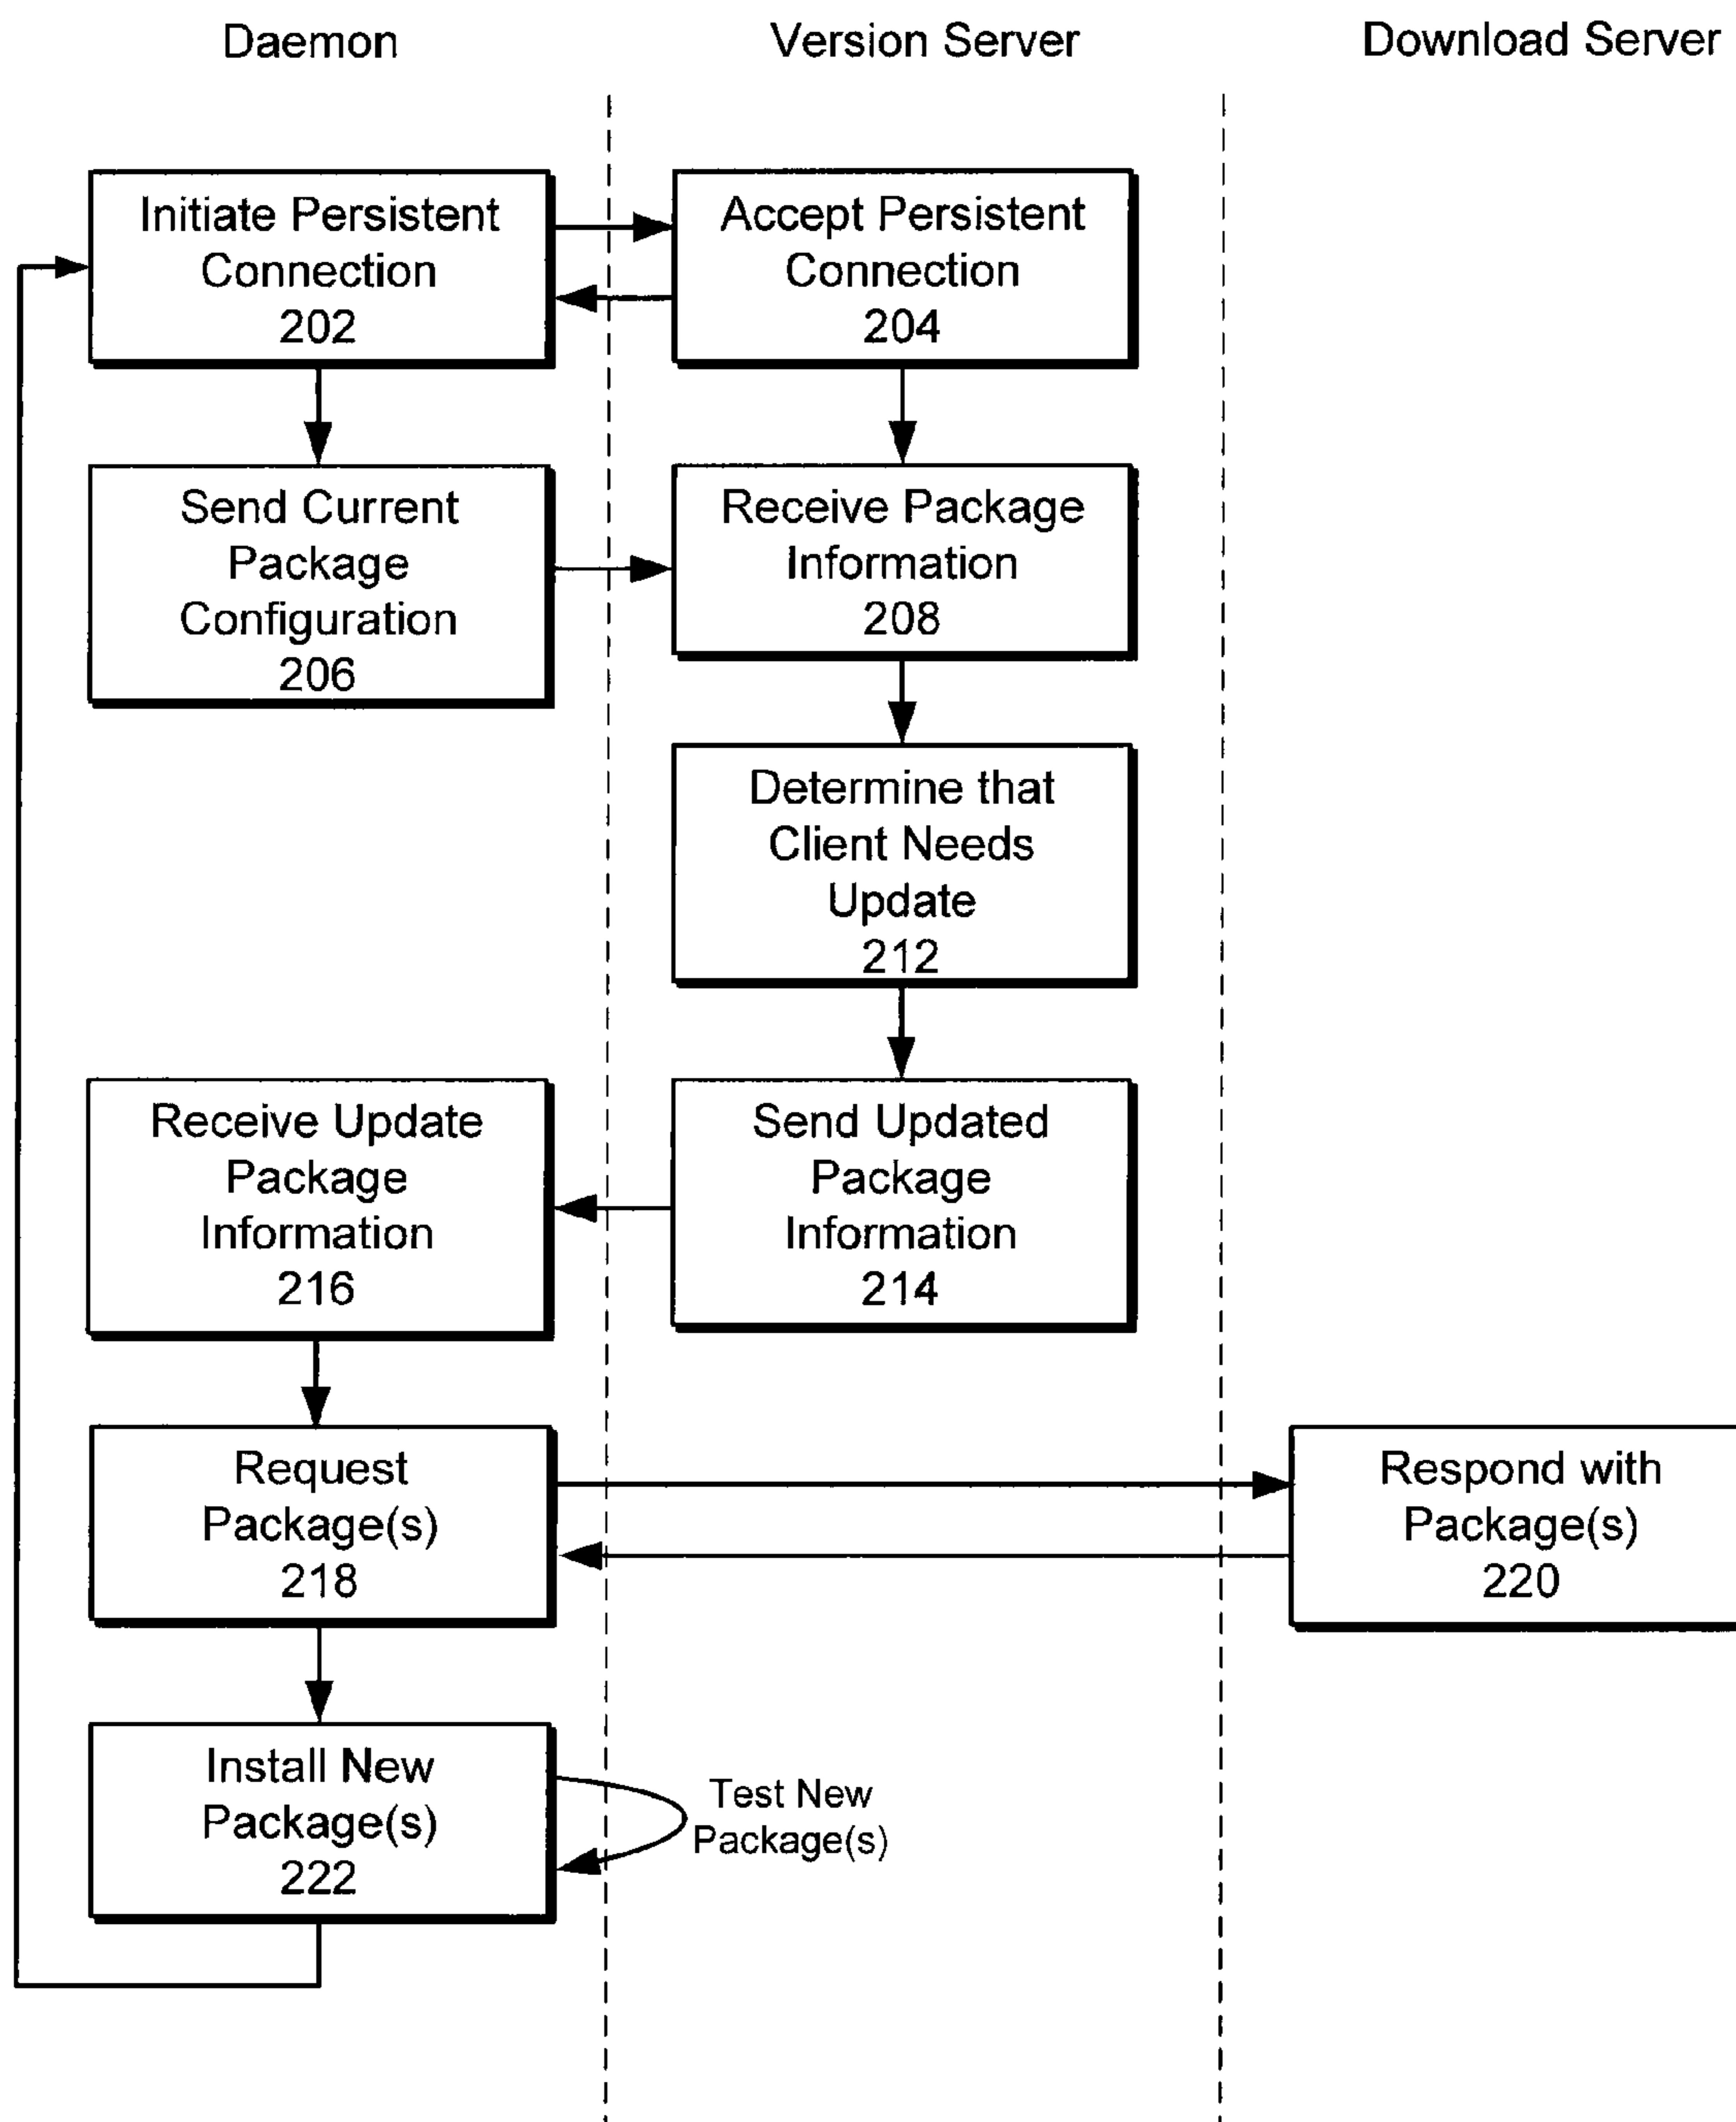 Daemon
Version Server
Download Server
Initiate Persistent
Connection
202
Accept Persistent
Connection
204
Send Current
Package
Configuration
206
Receive Package
Information
208
Determine that
Client Needs
Update
212
Receive Update
Package
Information
216
Send Updated
Package
Information
214
Request
Package(s)
218
Respond with
Package(s)
220
Install New
Package(s)
222
Test New
Package(s)